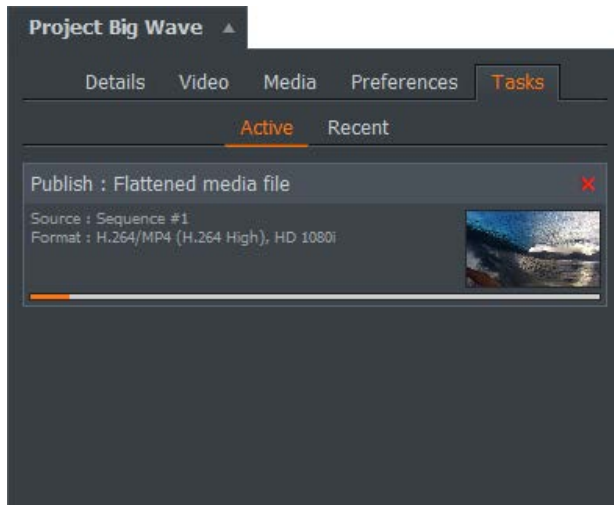 Project Big Wave
Details Video Media Preferences Tasks
Active Recent
Publish : Flattened media file
Source : Sequence #1
Format : H.264/MP4 (H.264 High), HD 1080i